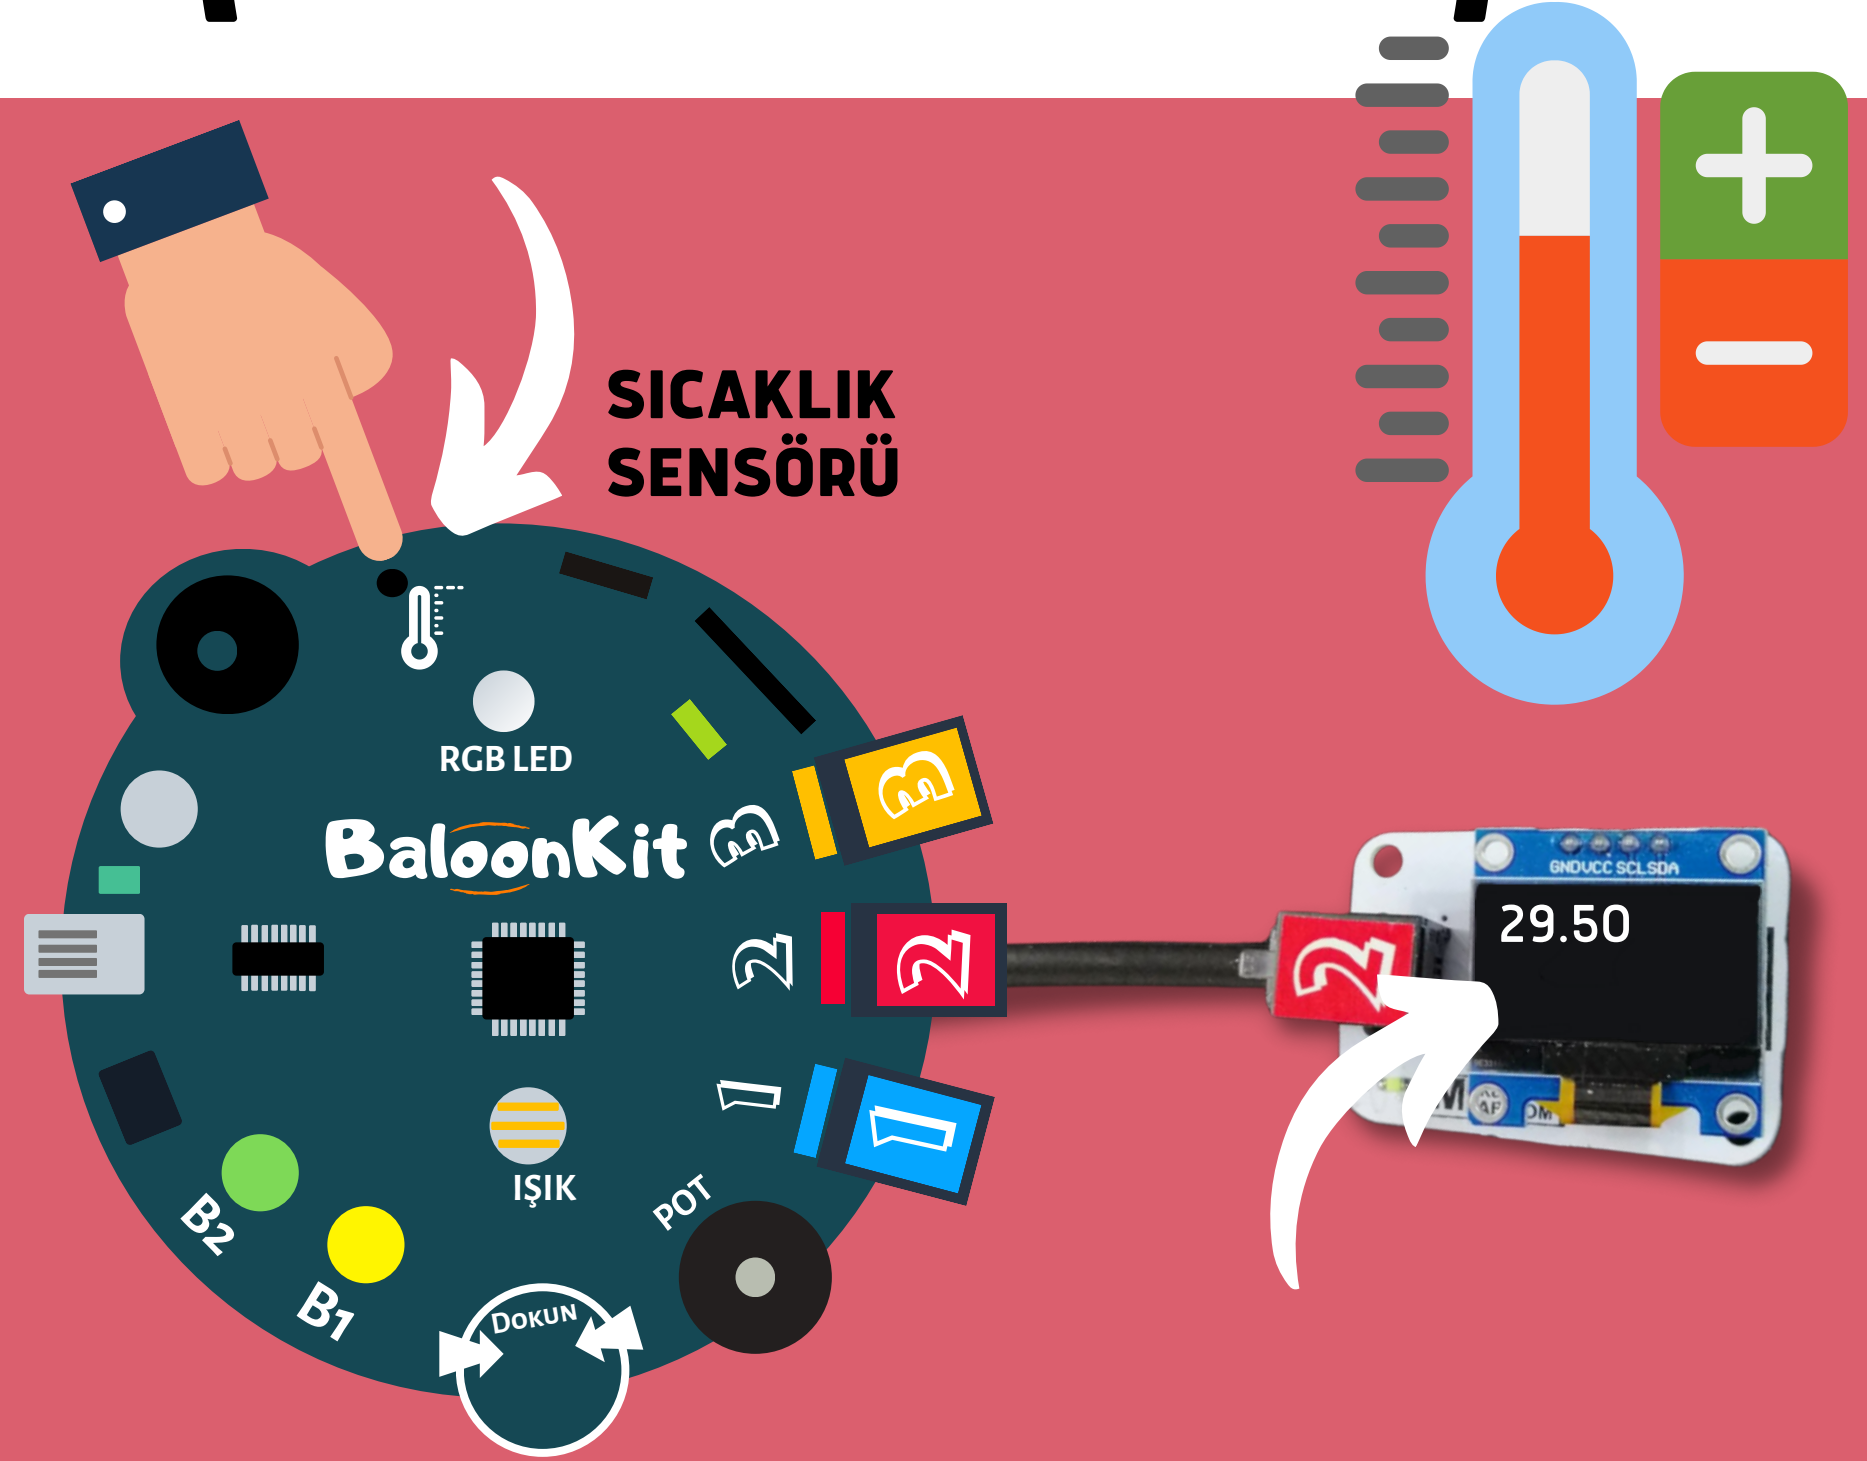 SICAKLIK
SENSÖRÜ
RGB LED
BaloonKit
3
3
2
2
2
1
1
GNDVCC SCLSDA
29.50
IŞIK
POT
B2
B1
DOKUN